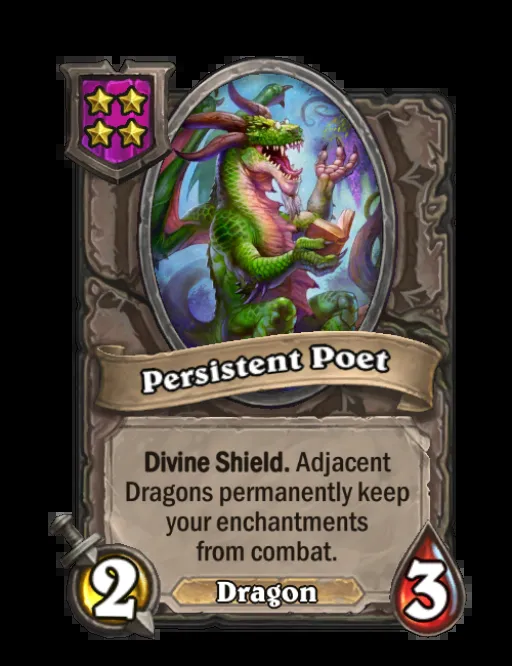 Persistent Poet
Divine Shield. Adjacent
Dragons permanently keep
your enchantments
from combat.
2
Dragon
3